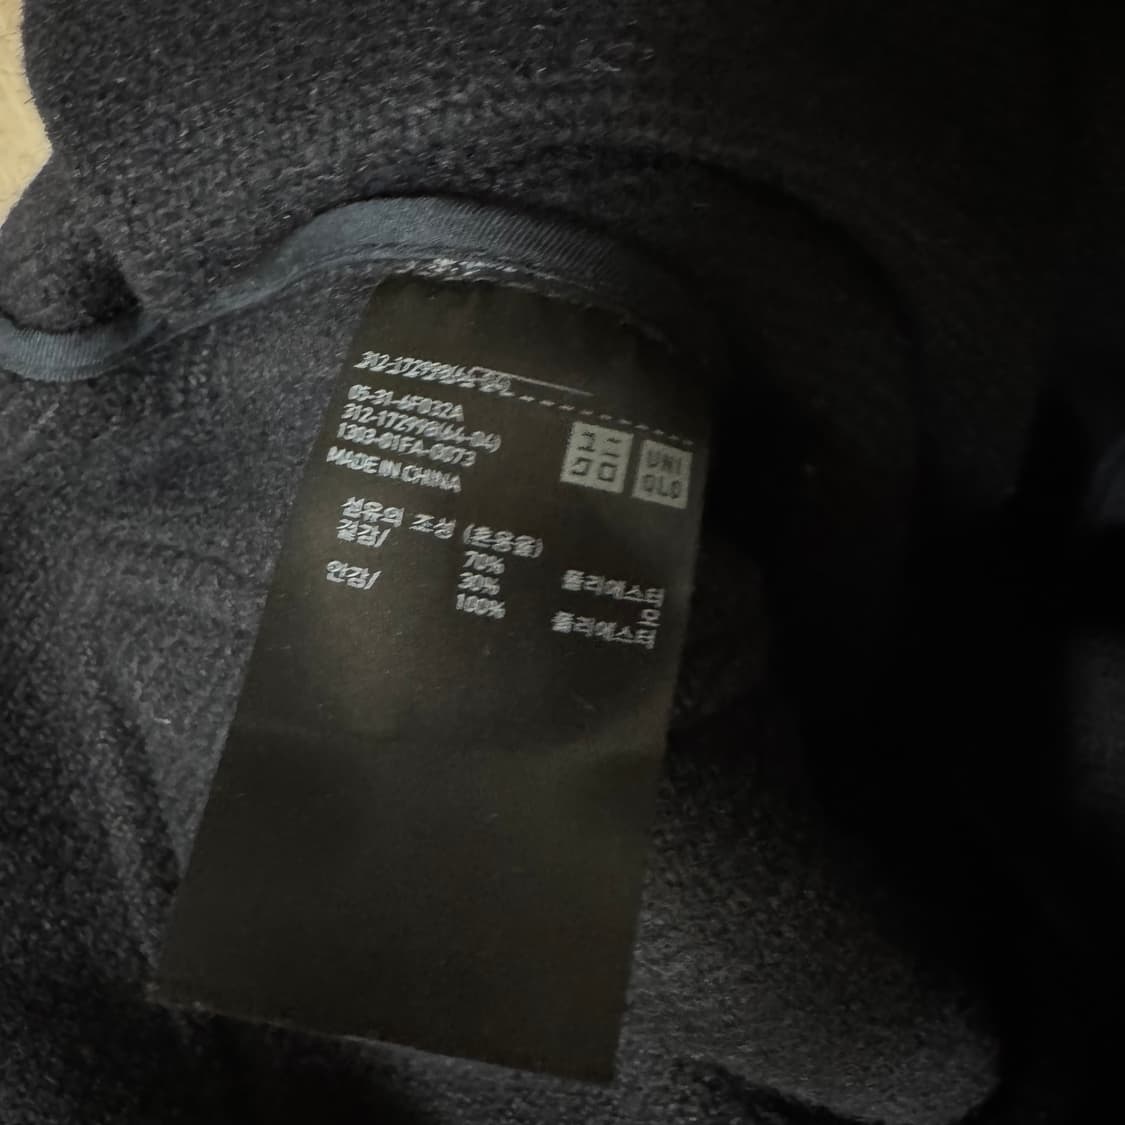 05-31-6F032A
312-172998(64-04)
1303-01FA-0073
MADE IN CHINA
ユニ
クロ
UNI
QLO
섬유의 조성 (혼용율)
겉감/ 70% 폴리에스터
30% 모
안감/ 100% 폴리에스터